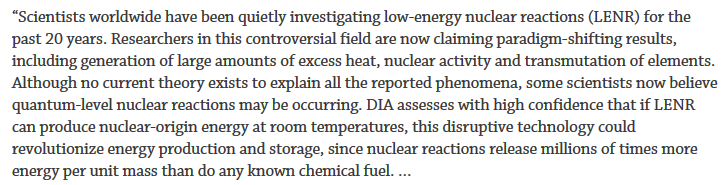 “Scientists worldwide have been quietly investigating low-energy nuclear reactions (LENR) for the
past 20 years. Researchers in this controversial field are now claiming paradigm-shifting results,
including generation of large amounts of excess heat, nuclear activity and transmutation of elements.
Although no current theory exists to explain all the reported phenomena, some scientists now believe
quantum-level nuclear reactions may be occurring. DIA assesses with high confidence that if LENR
can produce nuclear-origin energy at room temperatures, this disruptive technology could
revolutionize energy production and storage, since nuclear reactions release millions of times more
energy per unit mass than do any known chemical fuel. …